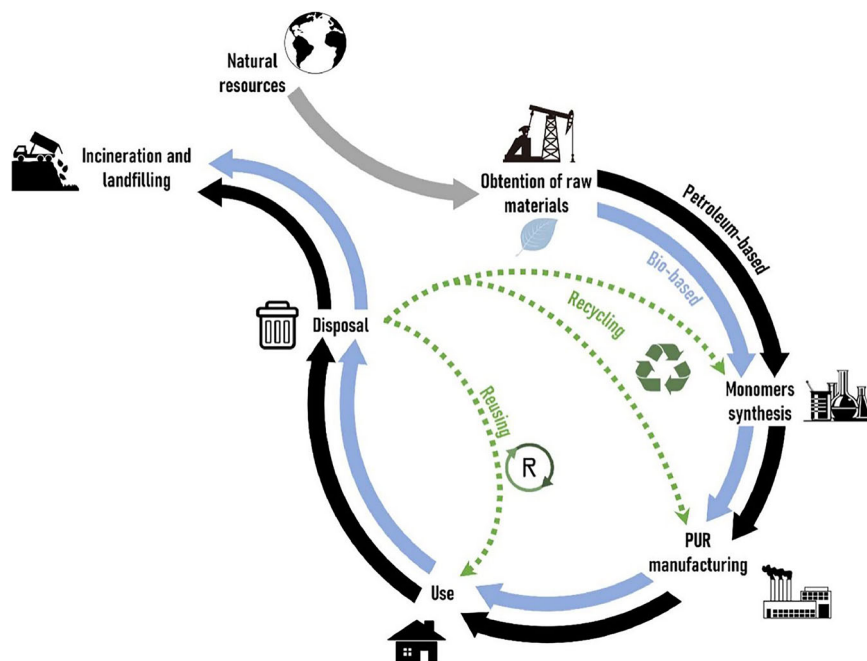 Natural
resources
Incineration and
landfilling
Obtention of raw
materials
Petroleum-based
Bio-based
Recycling
Disposal
Monomers
synthesis
Reusing
R
PUR
manufacturing
Use